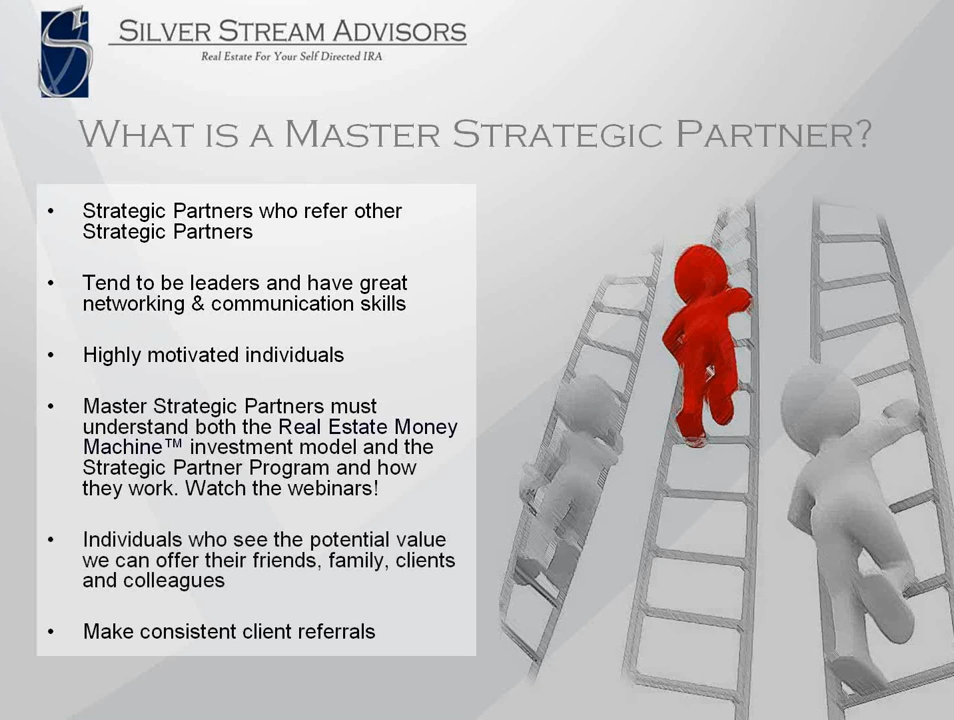 SILVER STREAM ADVISORS
Real Estate For Your Self Directed IRA
WHAT IS A MASTER STRATEGIC PARTNER?
• Strategic Partners who refer other
Strategic Partners
• Tend to be leaders and have great
networking & communication skills
• Highly motivated individuals
• Master Strategic Partners must
understand both the Real Estate Money
Machine™ investment model and the
Strategic Partner Program and how
they work. Watch the webinars!
• Individuals who see the potential value
we can offer their friends, family, clients
and colleagues
• Make consistent client referrals